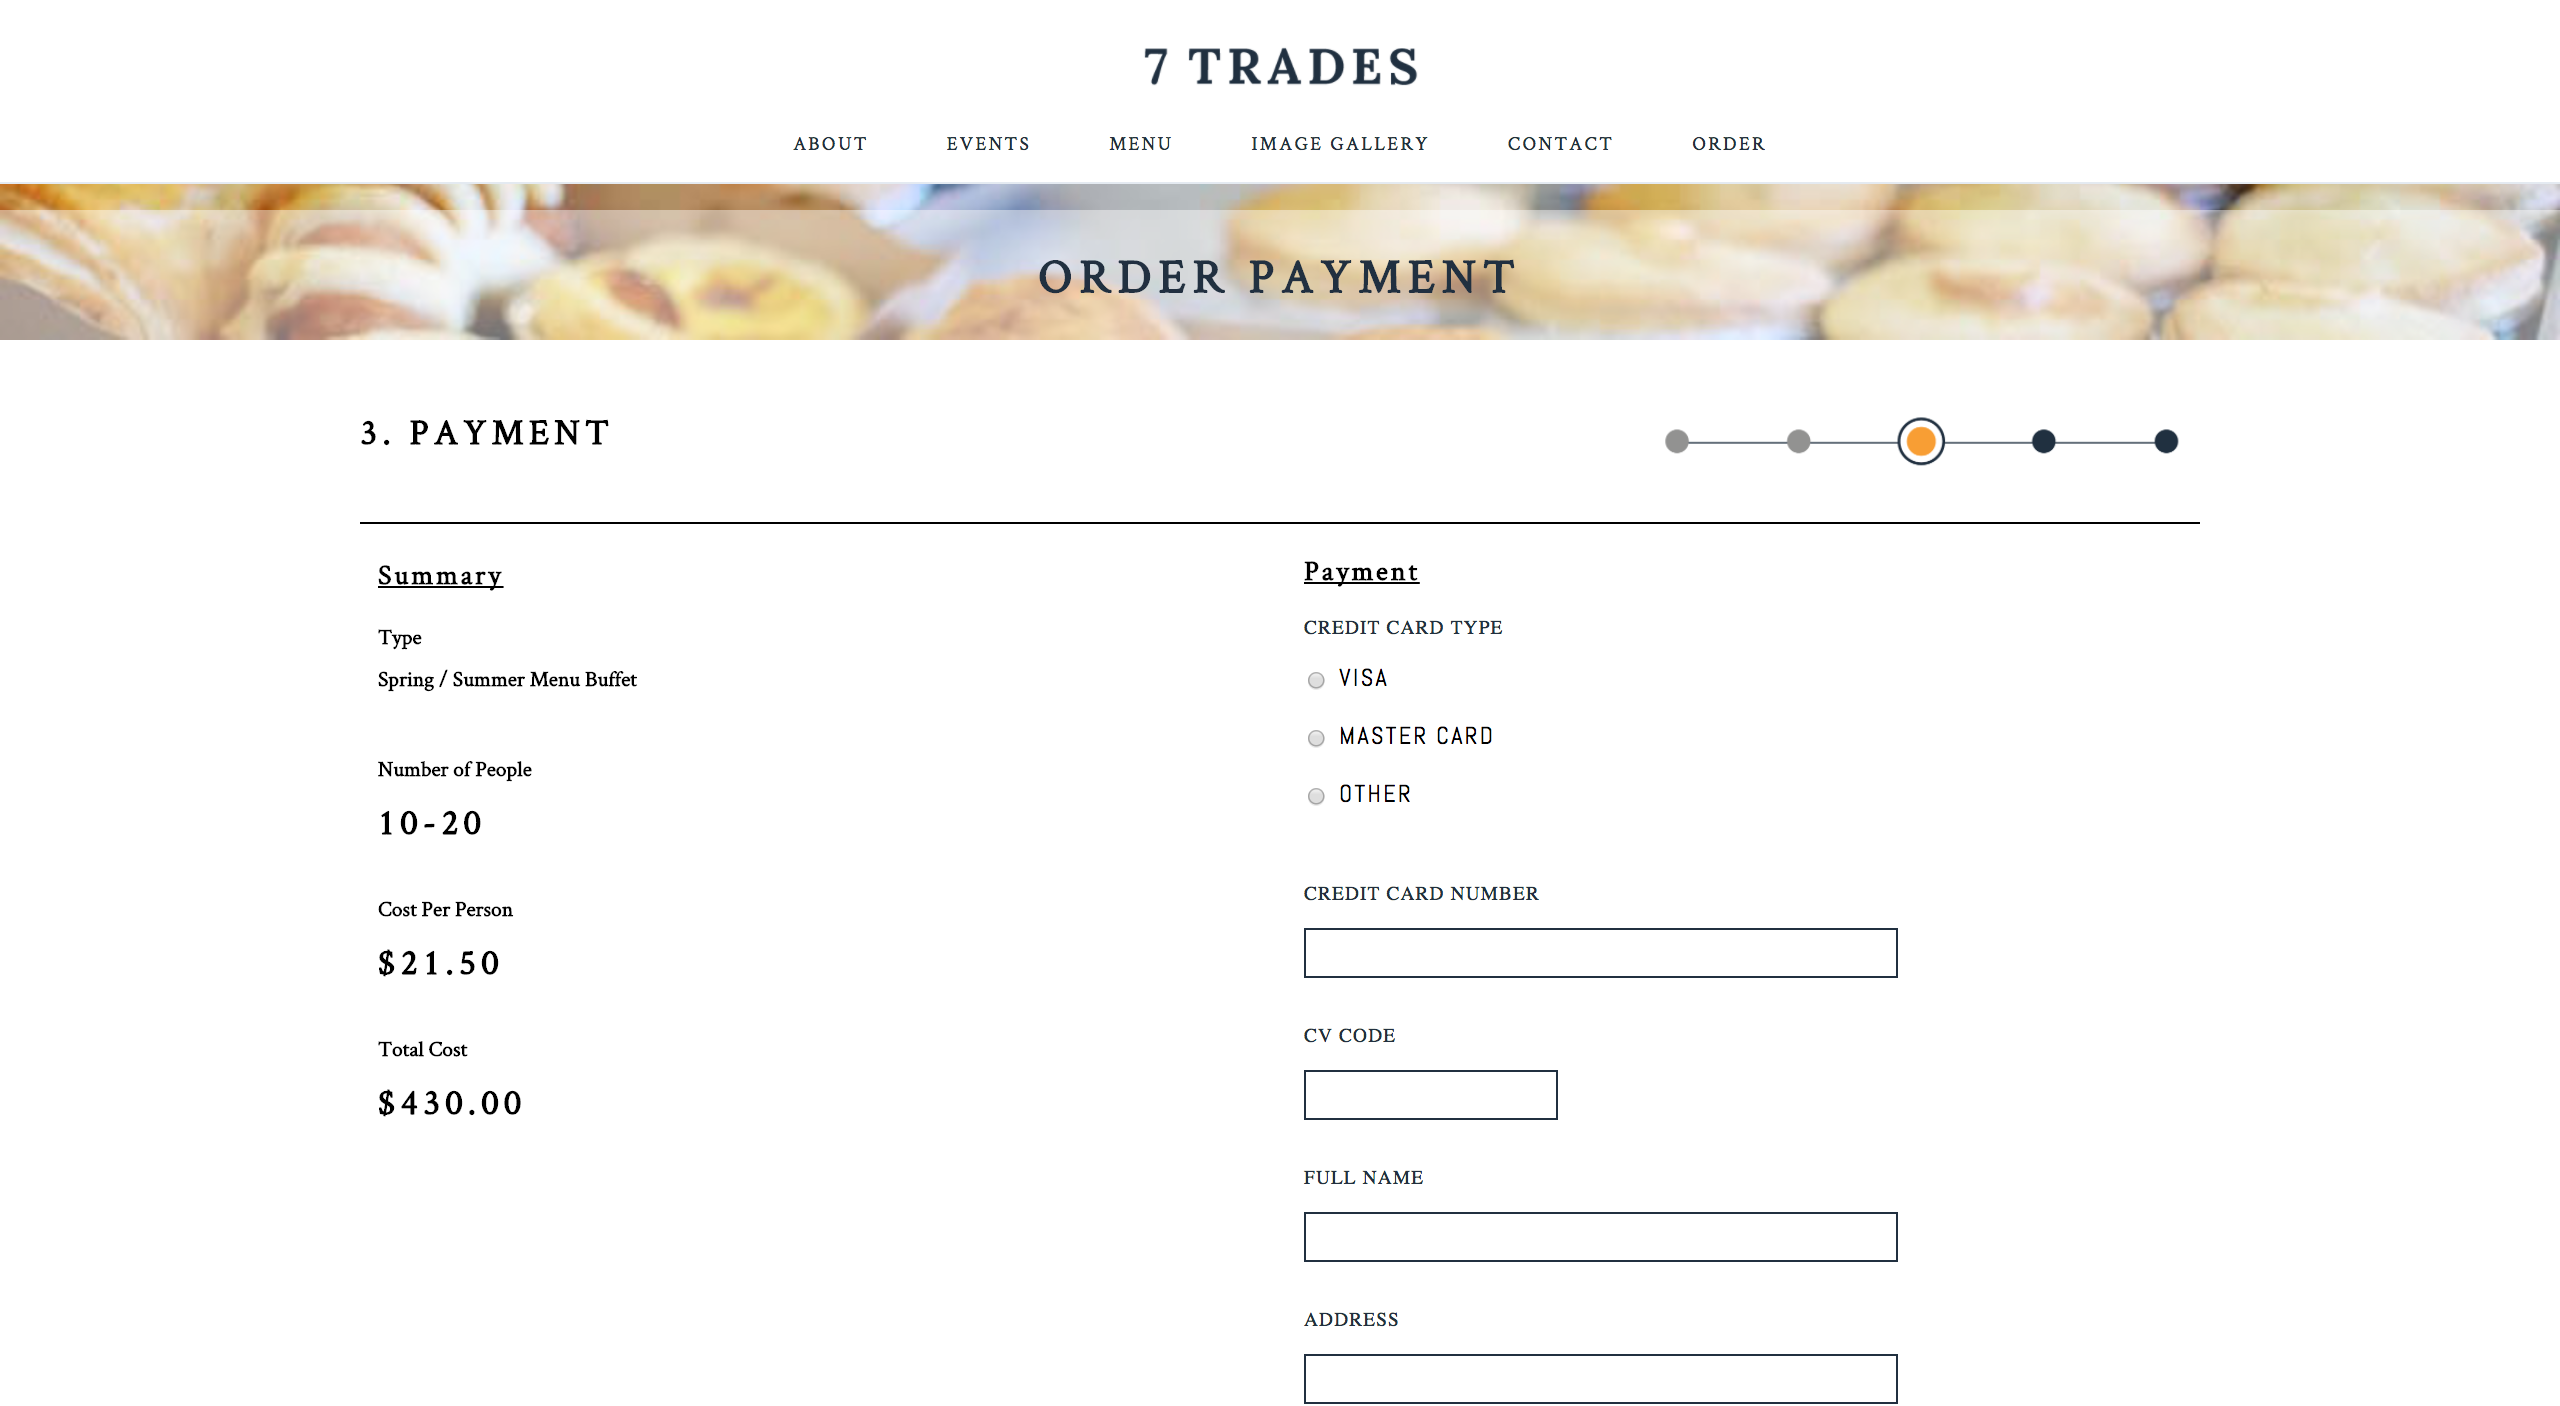 7 TRADES
ABOUT EVENTS MENU IMAGE GALLERY CONTACT ORDER
ORDER PAYMENT
3. PAYMENT
Summary
Type
Spring / Summer Menu Buffet
Number of People
10-20
Cost Per Person
$21.50
Total Cost
$430.00
Payment
CREDIT CARD TYPE
VISA
MASTER CARD
OTHER
CREDIT CARD NUMBER
CV CODE
FULL NAME
ADDRESS